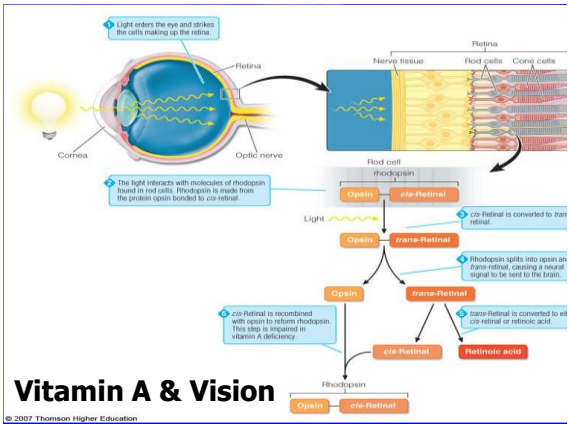 1 Light enters the eye and strikes
the cells making up the retina.
Retina
Cornea
Optic nerve
Retina
Nerve tissue
Rod cells
Cone cells
2 The light interacts with molecules of rhodopsin
found in rod cells. Rhodopsin is made from
the protein opsin bonded to cis-retinal.
Rod cell
rhodopsin
Opsin
cis-Retinal
Light
3 cis-Retinal is converted to
retinal.
Opsin
trans-Retinal
4 Rhodopsin splits into opsin and
trans-retinal, causing a neural
signal to be sent to the brain.
Opsin
trans-Retinal
6 cis-Retinal is recombined
with opsin to reform rhodopsin.
This step is impaired in
vitamin A deficiency.
5 trans-Retinal is converted to
cis-retinal or retinoic acid.
cis-Retinal
Retinoic acid
Rhodopsin
Opsin
cis-Retinal
Vitamin A & Vision
© 2007 Thomson Higher Education